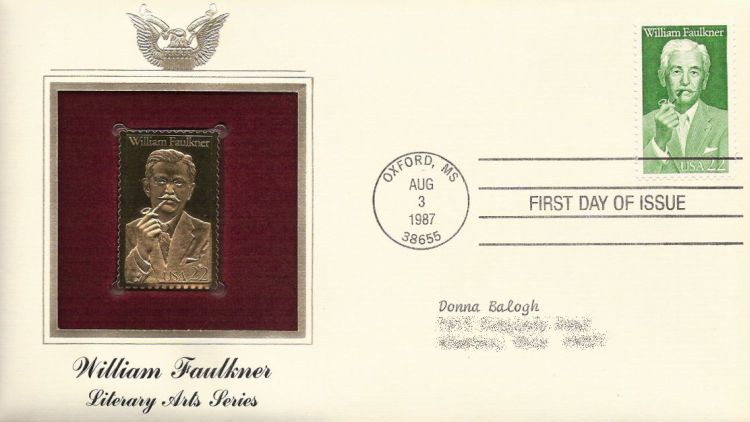 William Faulkner
USA 22
William Faulkner
USA 22
OXFORD, MS
AUG
3
1987
38655
FIRST DAY OF ISSUE
Donna Balogh
William Faulkner
Literary Arts Series